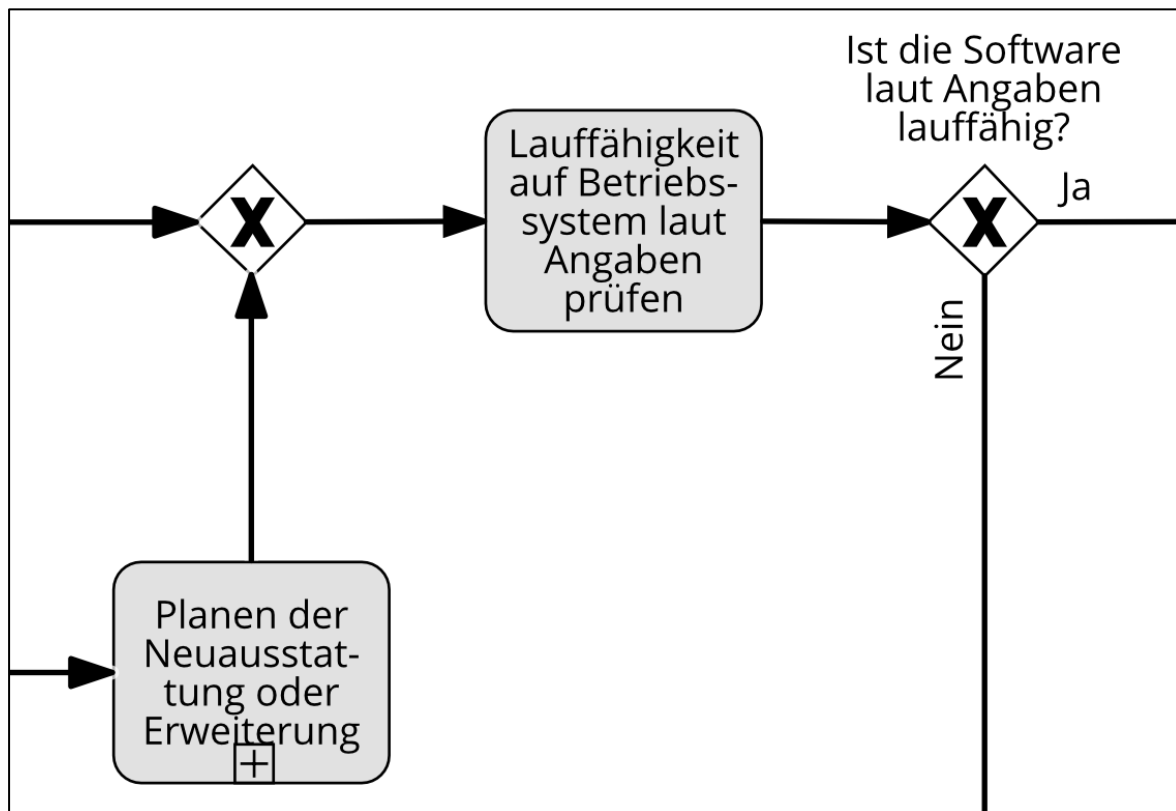 Ist die Software
laut Angaben
lauffähig?
Lauffähigkeit
auf Betriebs-
system laut
Angaben
prüfen
Ja
X
X
Nein
Planen der
Neuausstat-
tung oder
Erweiterung
+